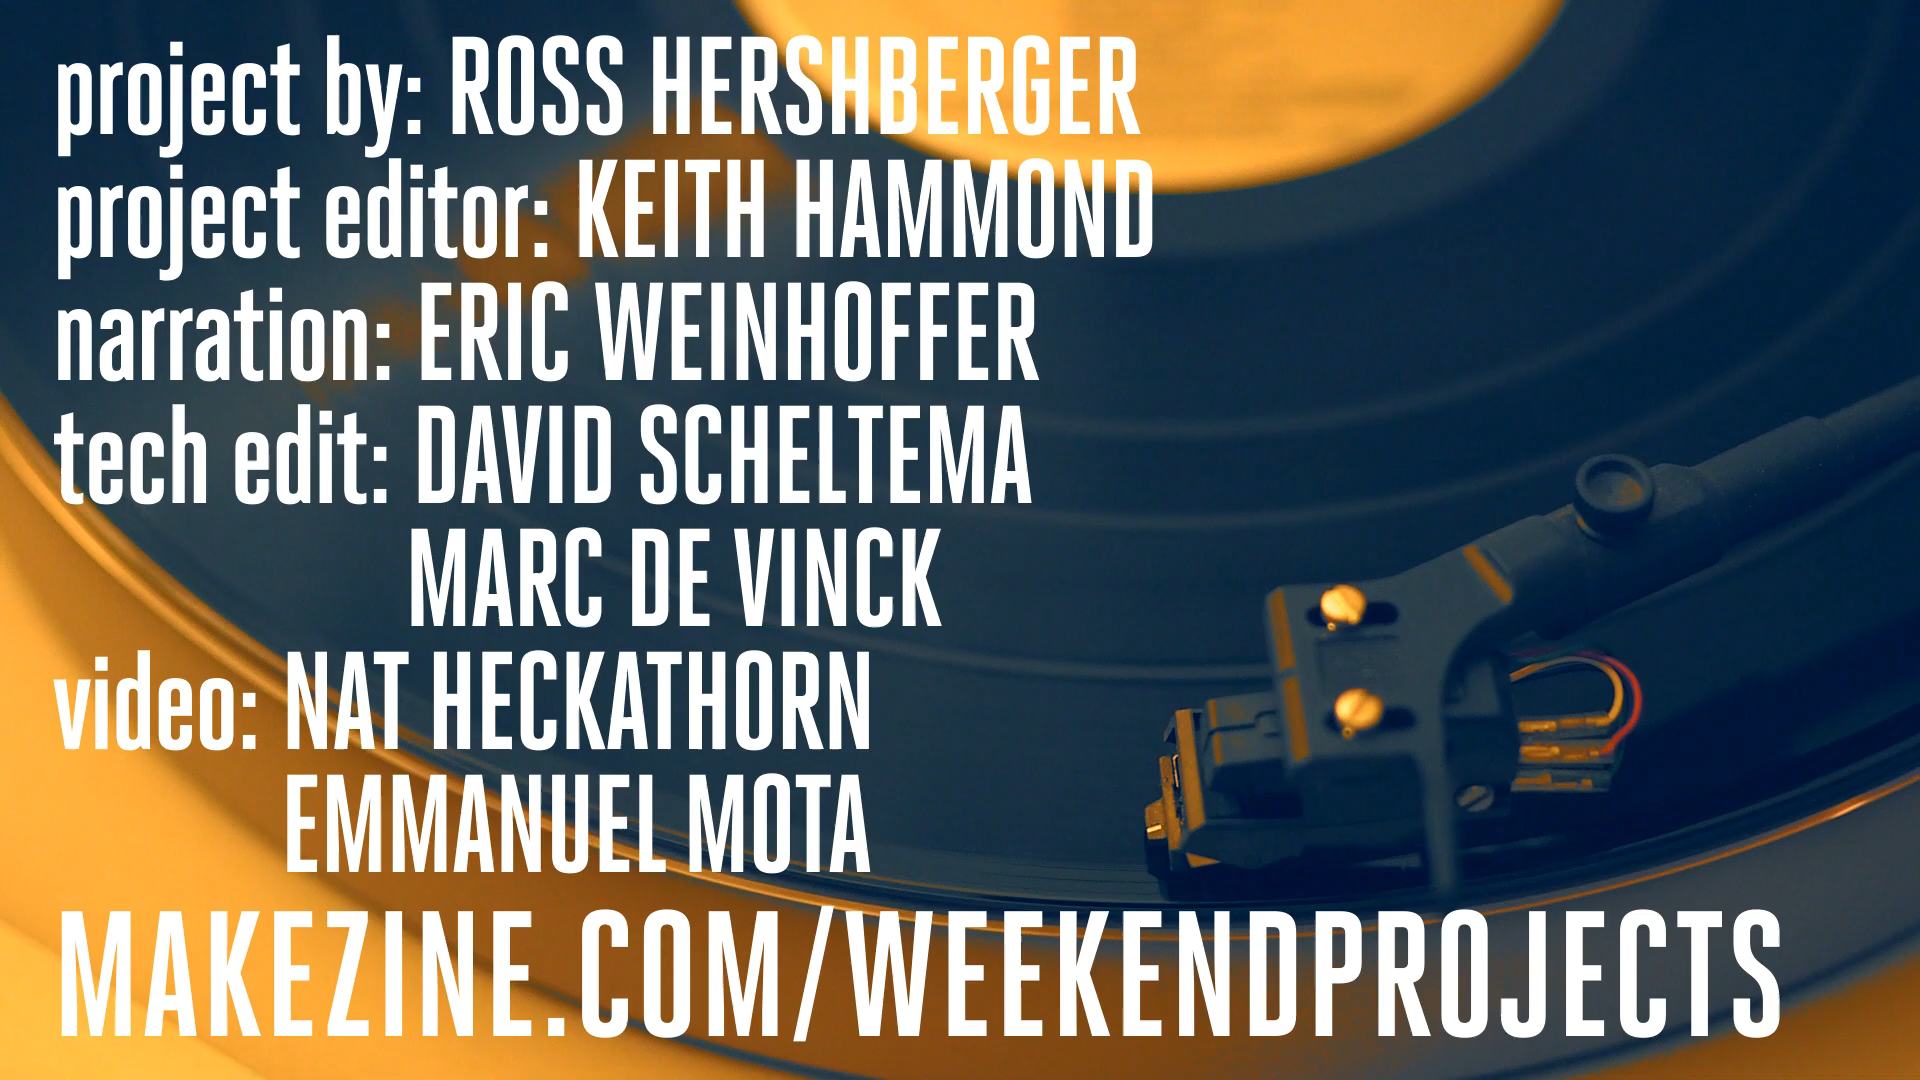 project by: ROSS HERSHBERGER
project editor: KEITH HAMMOND
narration: ERIC WEINHOFFER
tech edit: DAVID SCHELTEMA
MARC DE VINCK
video: NAT HECKATHORN
EMMANUEL MOTA
MAKEZINE.COM/WEEKENDPROJECTS